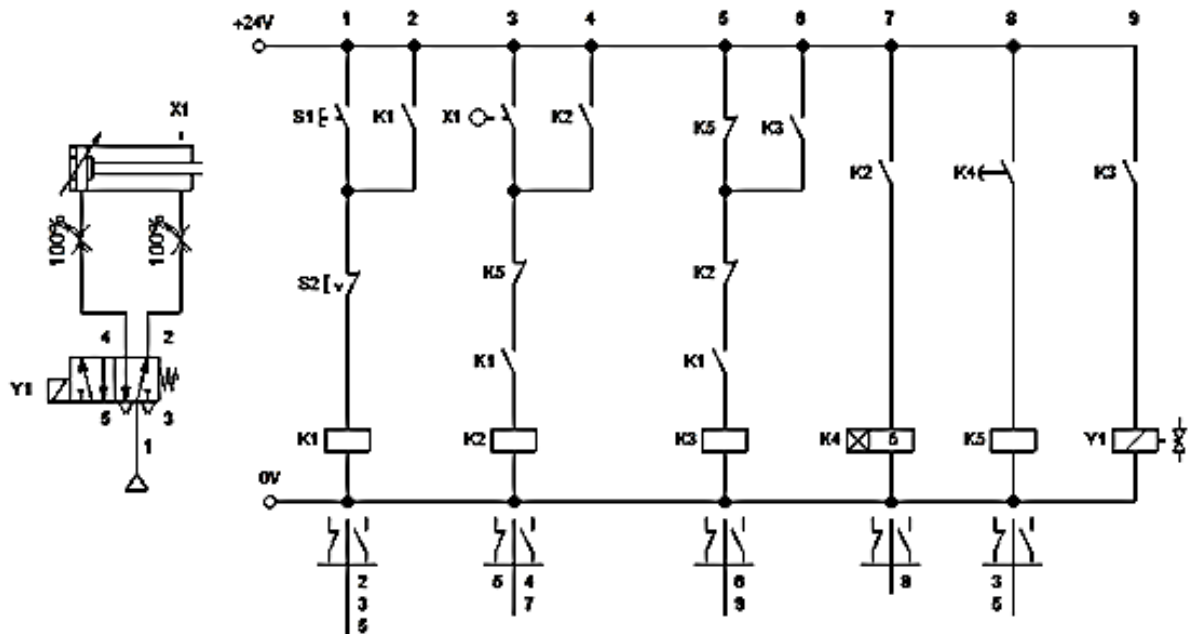 1 2 3 4 5 6 7 8 9
+24V
X1
S1 K1 X1 K2 K5 K3 K2 K4 K3
100% 100%
S2 K5 K2
4 2
K1 K1
Y1
5 3
1
K1 K2 K3 K4 6 K5 Y1
0V
2 5 4 6 8 3
3 7 9 5
5